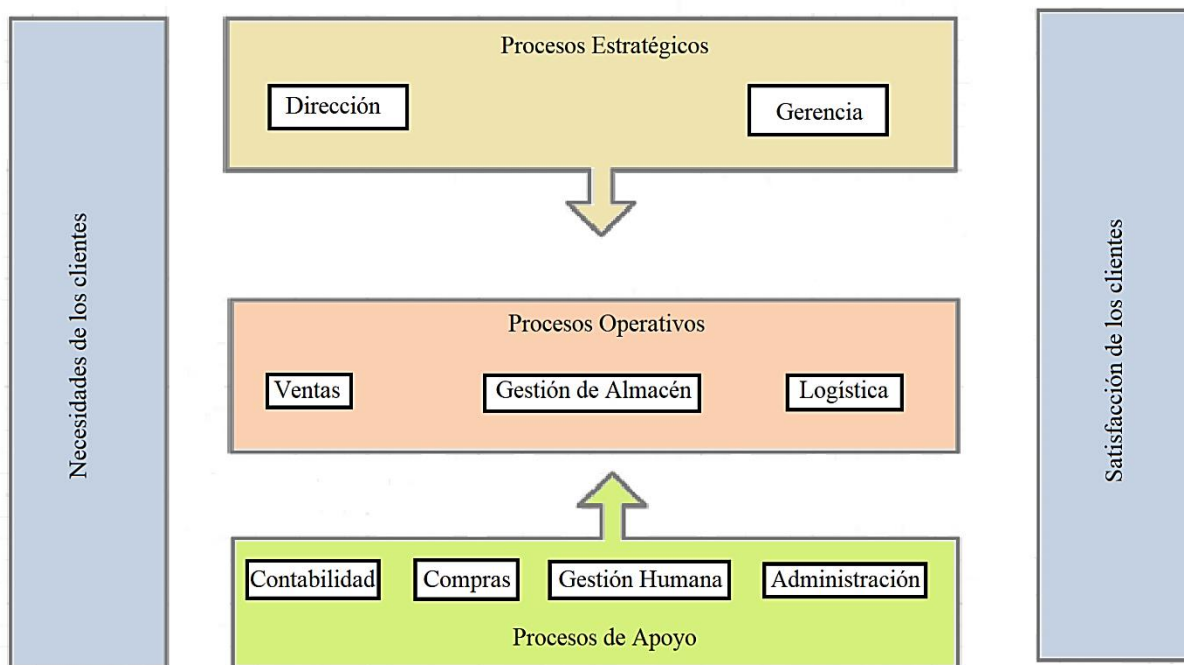 Necesidades de los clientes
Procesos Estratégicos
Dirección
Gerencia
Procesos Operativos
Ventas
Gestión de Almacén
Logística
Contabilidad
Compras
Gestión Humana
Administración
Procesos de Apoyo
Satisfacción de los clientes